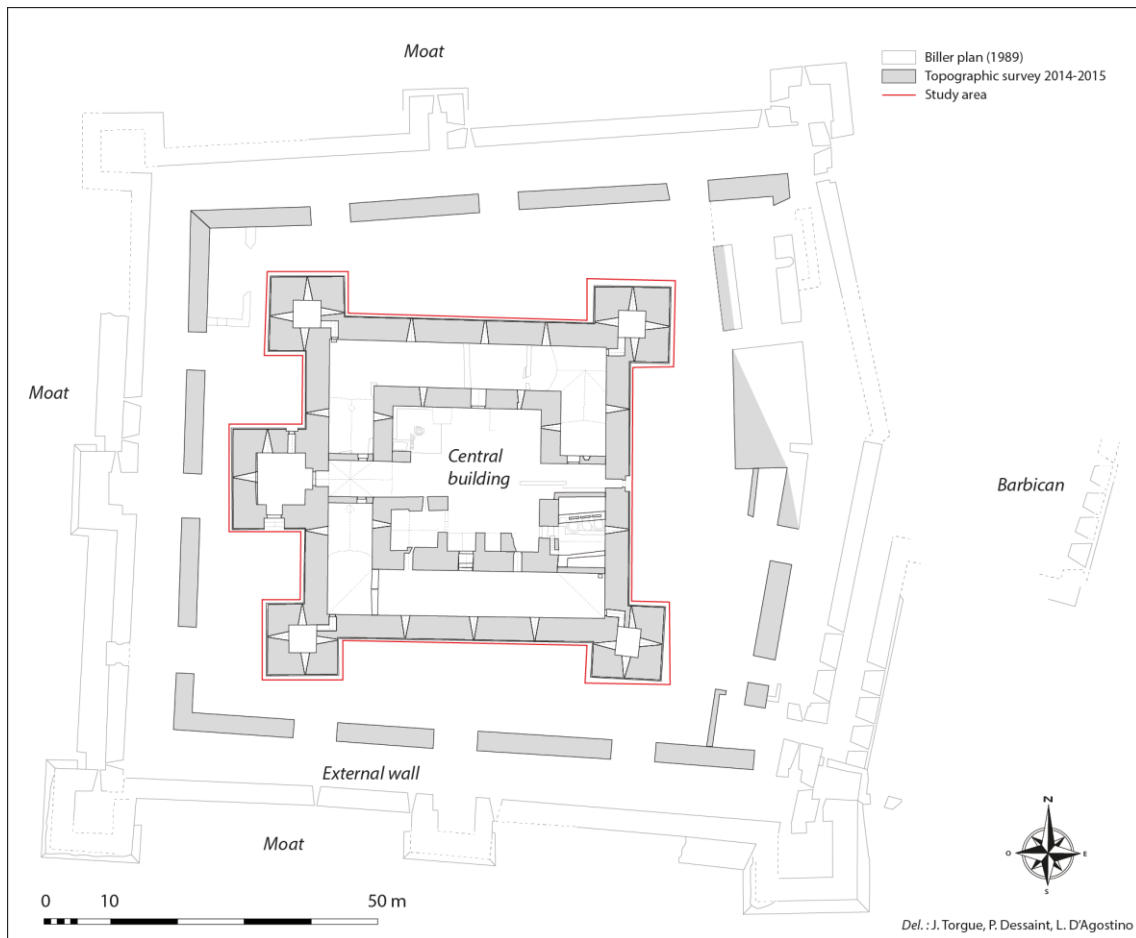 Moat
Biller plan (1989)
Topographic survey 2014-2015
Study area
Moat
Central
building
Barbican
External wall
Moat
N
O
E
S
0
10
50 m
Del. : J. Torgue, P. Dessaint, L. D'Agostino